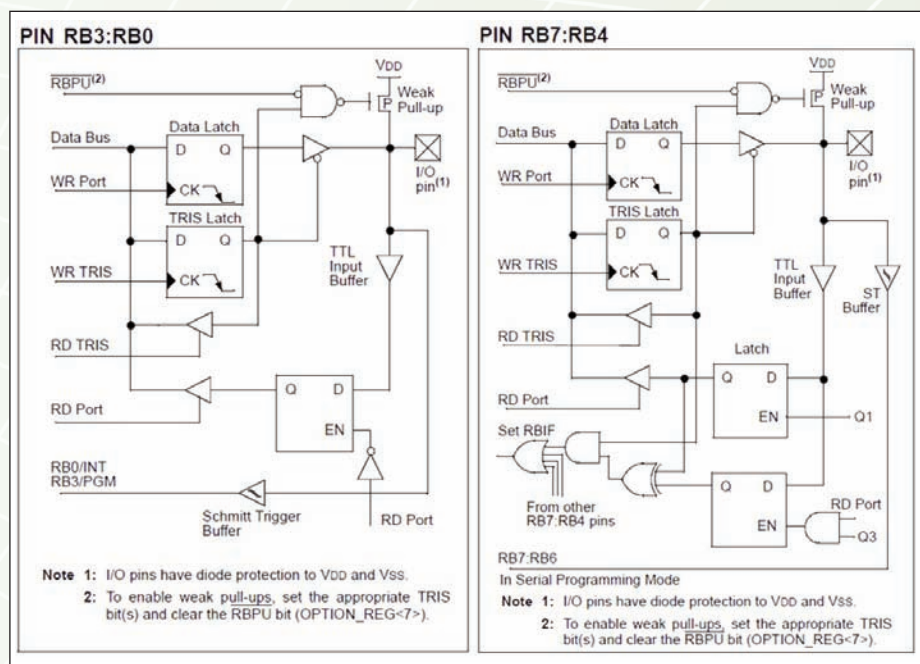 PIN RB3:RB0
VDD
RBPU(2)
Weak
P Pull-up
Data Latch
Data Bus
D Q
I/O
pin(1)
WR Port
CK
TRIS Latch
D Q
TTL
Input
Buffer
WR TRIS
CK
RD TRIS
Q D
RD Port
EN
RB0/INT
RB3/PGM
Schmitt Trigger
Buffer
RD Port
Note 1: I/O pins have diode protection to VDD and VSS.
2: To enable weak pull-ups, set the appropriate TRIS
bit(s) and clear the RBPU bit (OPTION_REG<7>).
PIN RB7:RB4
VDD
RBPU(2)
Weak
P Pull-up
Data Latch
Data Bus
D Q
I/O
pin(1)
WR Port
CK
TRIS Latch
D Q
WR TRIS
CK
TTL
Input
Buffer
ST
Buffer
RD TRIS
Latch
Q D
RD Port
EN
Q1
Set RBIF
From other
RB7:RB4 pins
Q D
RD Port
EN
Q3
RB7:RB6
In Serial Programming Mode
Note 1: I/O pins have diode protection to VDD and VSS.
2: To enable weak pull-ups, set the appropriate TRIS
bit(s) and clear the RBPU bit (OPTION_REG<7>).